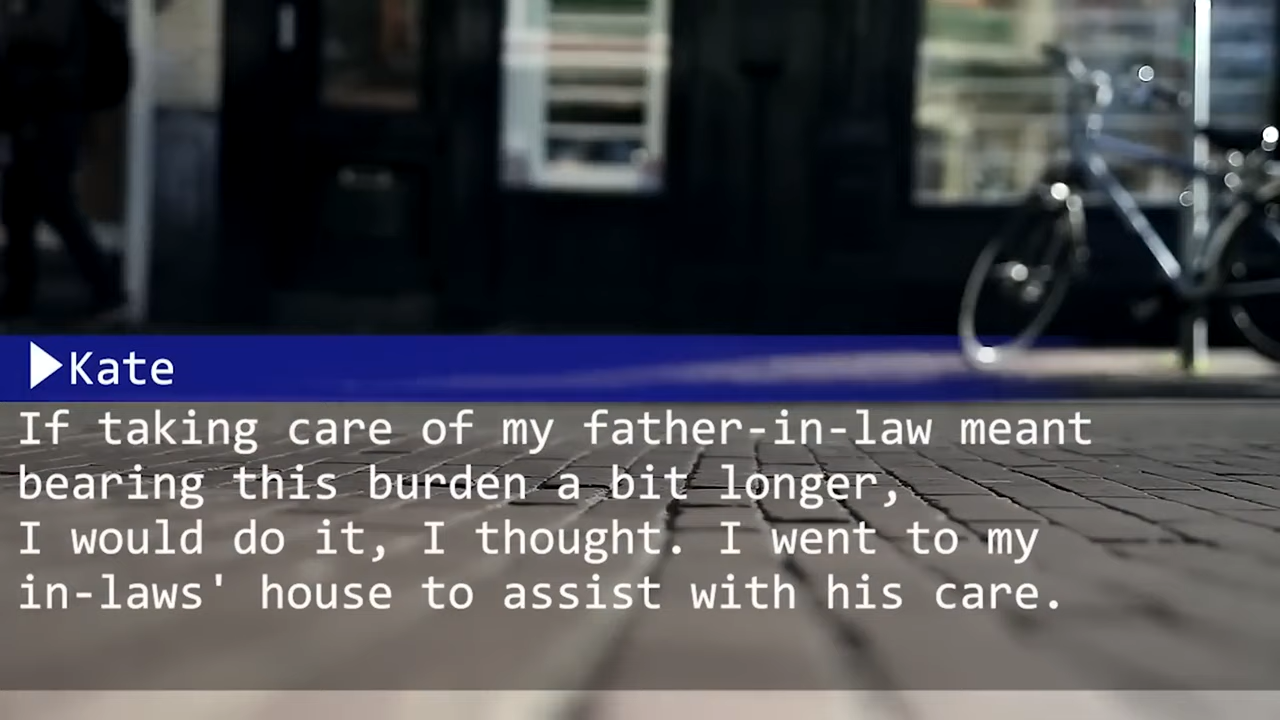 ▶Kate
If taking care of my father-in-law meant
bearing this burden a bit longer,
I would do it, I thought. I went to my
in-laws' house to assist with his care.